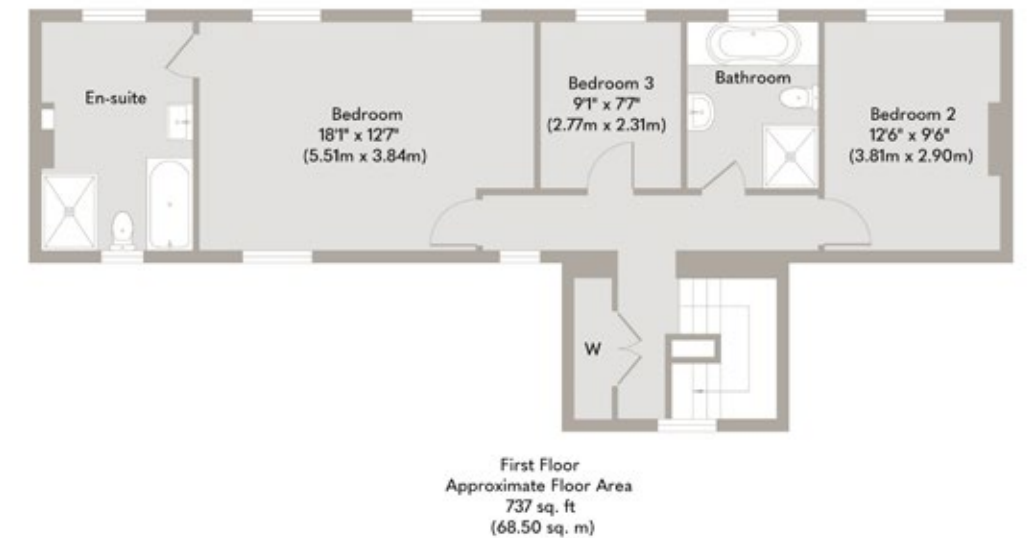 En-suite
Bedroom
18'1" x 12'7"
(5.51m x 3.84m)
Bedroom 3
9'1" x 7'7"
(2.77m x 2.31m)
Bathroom
Bedroom 2
12'6" x 9'6"
(3.81m x 2.90m)
W
First Floor
Approximate Floor Area
737 sq. ft
(68.50 sq. m)